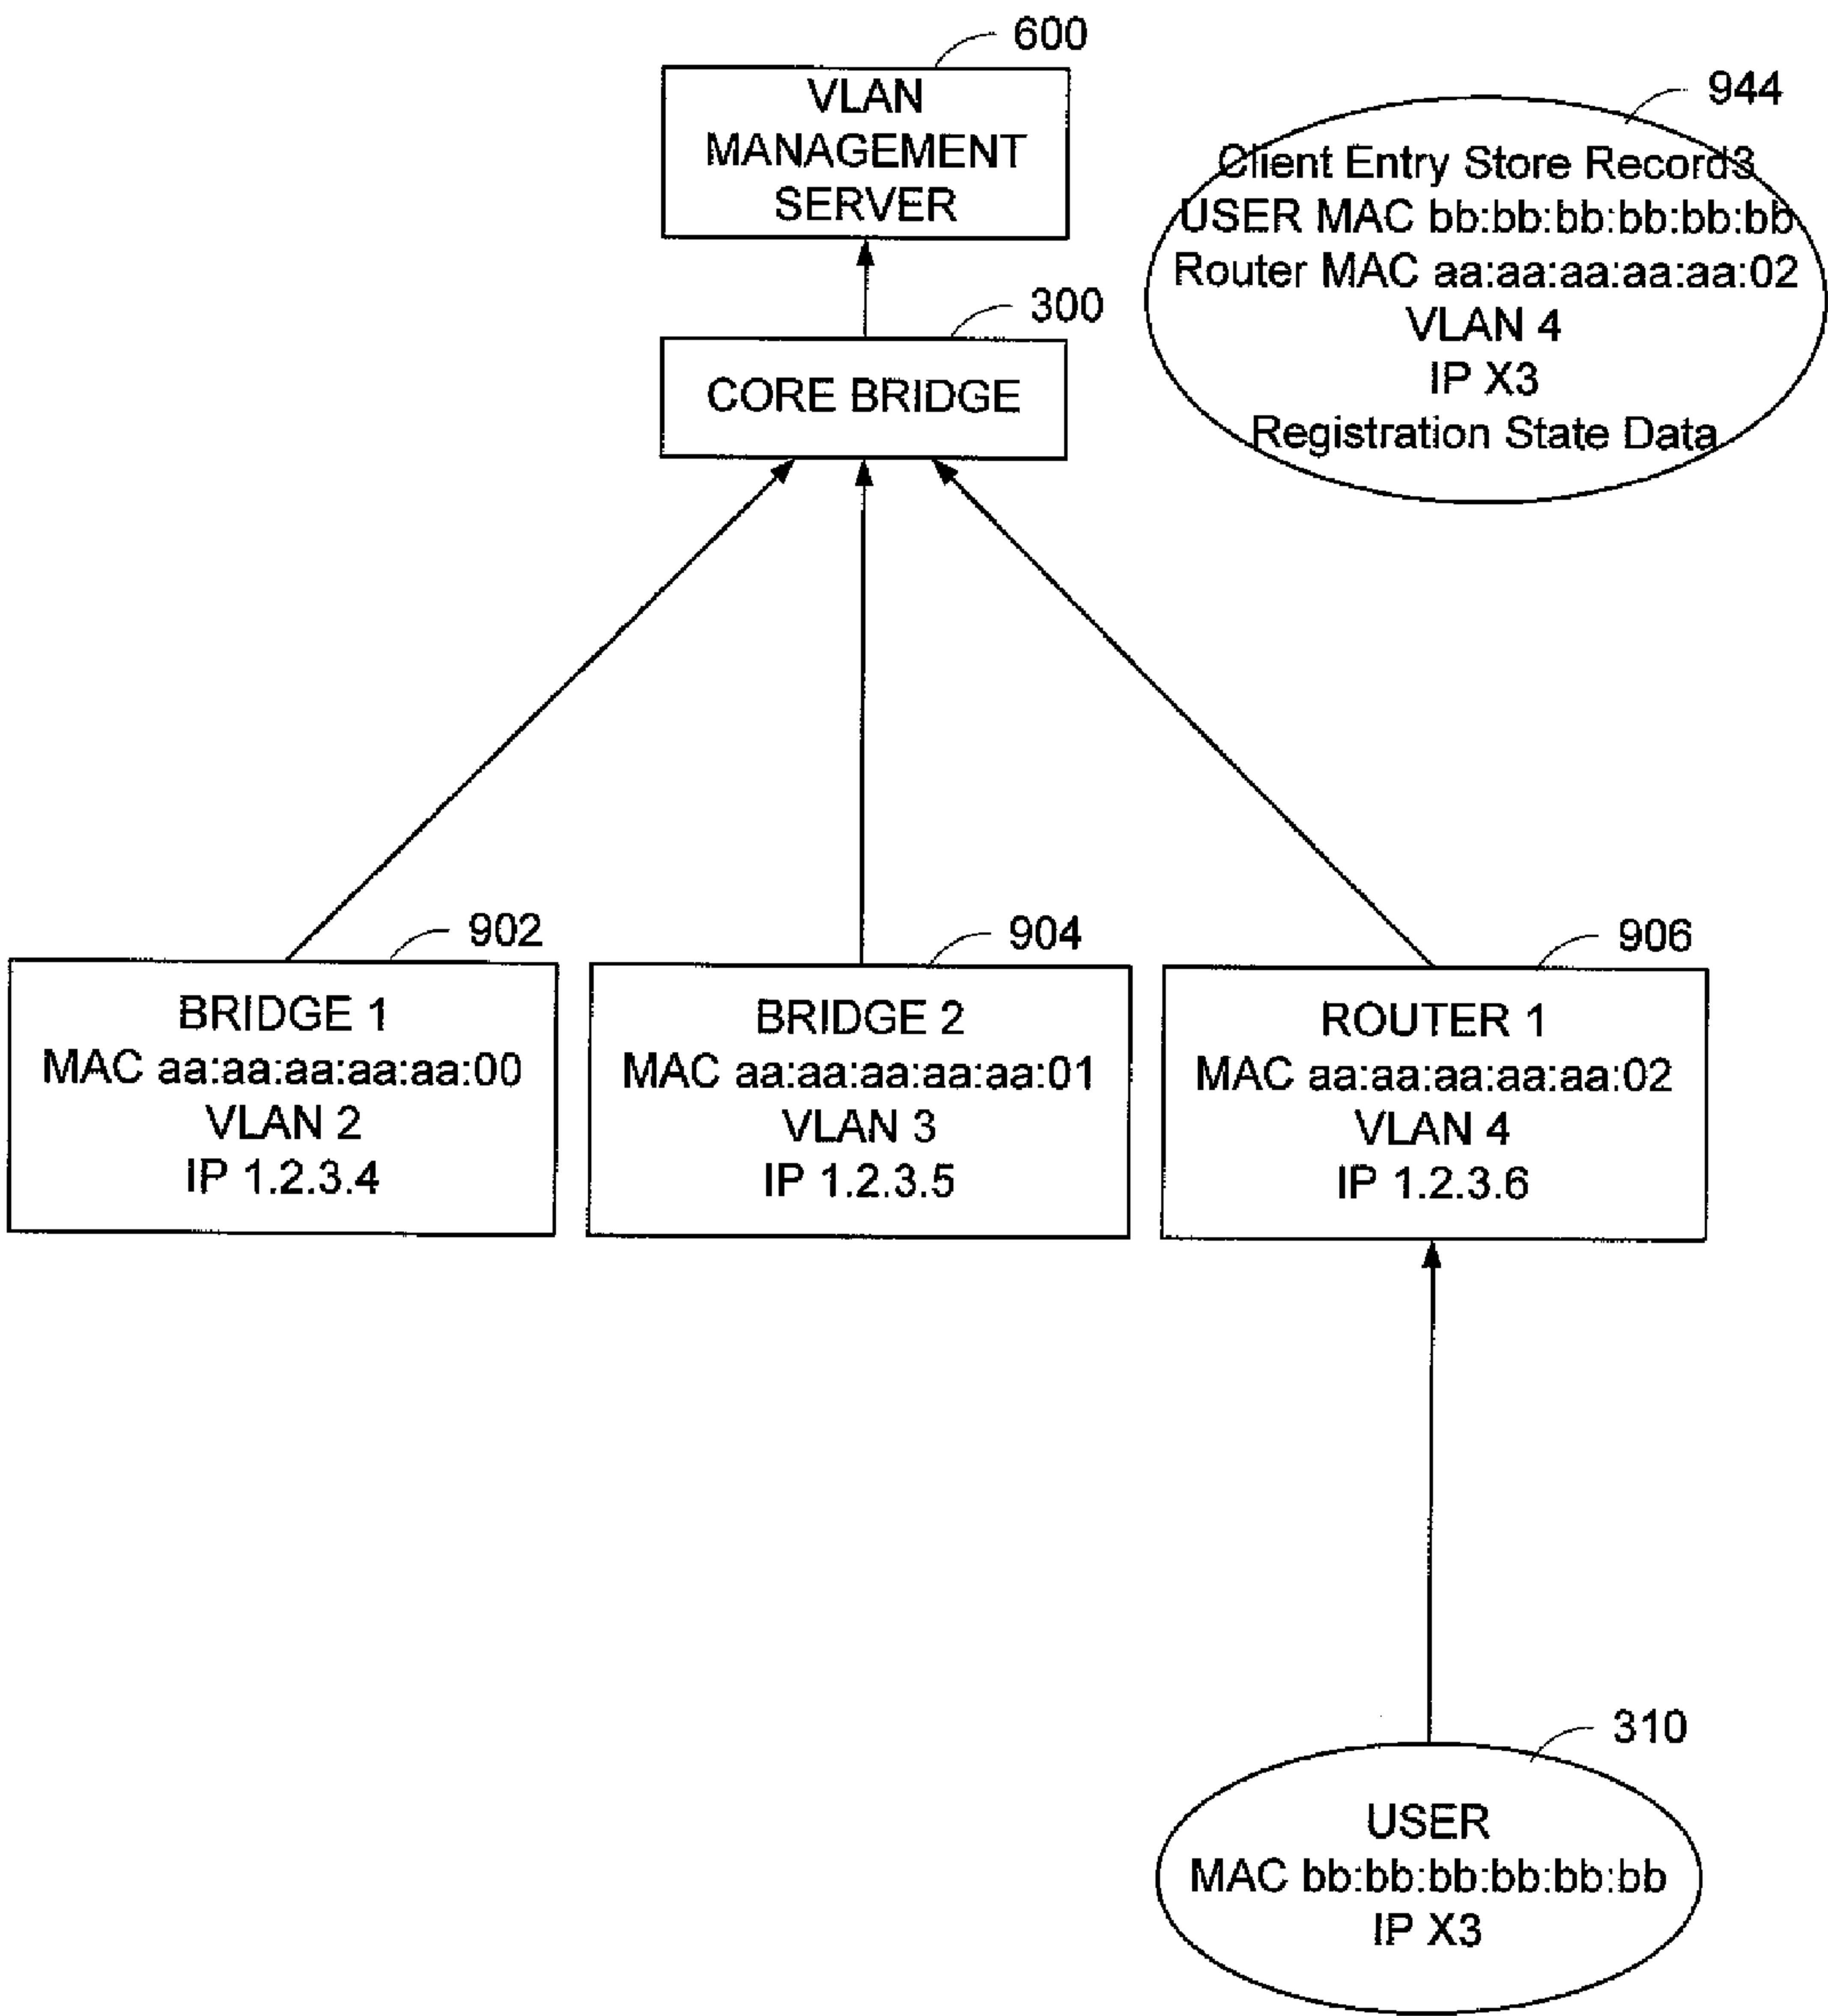 600
VLAN
MANAGEMENT
SERVER
944
Client Entry Store Record3
USER MAC bb:bb:bb:bb:bb:bb
Router MAC aa:aa:aa:aa:aa:02
VLAN 4
IP X3
Registration State Data
300
CORE BRIDGE
902
BRIDGE 1
MAC aa:aa:aa:aa:aa:00
VLAN 2
IP 1.2.3.4
904
BRIDGE 2
MAC aa:aa:aa:aa:aa:01
VLAN 3
IP 1.2.3.5
906
ROUTER 1
MAC aa:aa:aa:aa:aa:02
VLAN 4
IP 1.2.3.6
310
USER
MAC bb:bb:bb:bb:bb:bb
IP X3